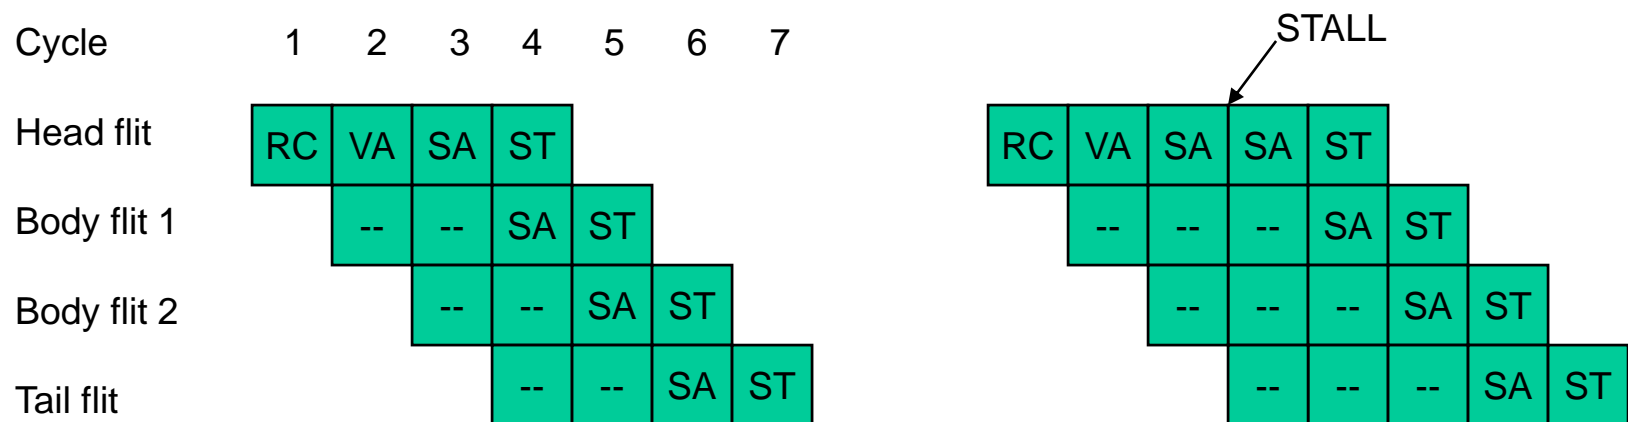 Cycle 1 2 3 4 5 6 7 STALL
Head flit RC VA SA ST RC VA SA SA ST
Body flit 1 -- -- SA ST -- -- -- SA ST
Body flit 2 -- -- SA ST -- -- -- SA ST
Tail flit -- -- SA ST -- -- -- SA ST